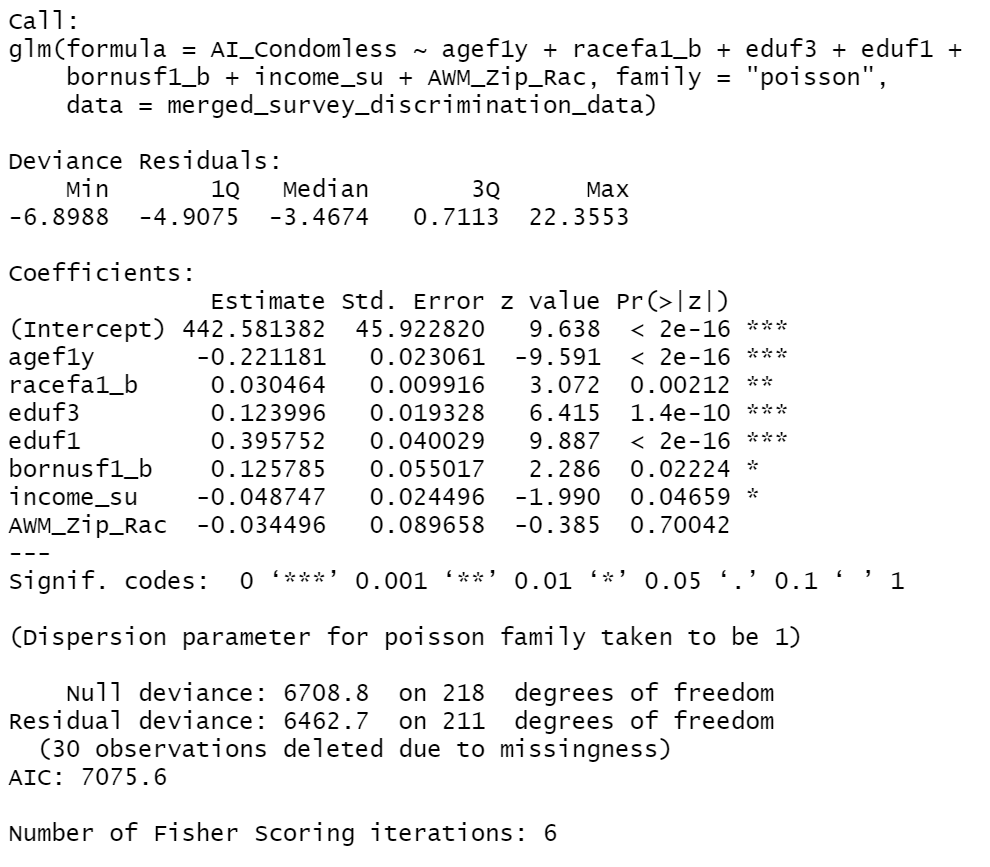 Call:
glm(formula = AI_Condomless ~ agef1y + racefa1_b + eduf3 + eduf1 +
    bornusf1_b + income_su + AWM_Zip_Rac, family = "poisson",
    data = merged_survey_discrimination_data)

Deviance Residuals:
    Min       1Q   Median       3Q      Max
-6.8988  -4.9075  -3.4674   0.7113  22.3553

Coefficients:
              Estimate Std. Error z value Pr(>|z|)
(Intercept) 442.581382  45.922820   9.638  < 2e-16 ***
agef1y       -0.221181   0.023061  -9.591  < 2e-16 ***
racefa1_b     0.030464   0.009916   3.072  0.00212 **
eduf3         0.123996   0.019328   6.415  1.4e-10 ***
eduf1         0.395752   0.040029   9.887  < 2e-16 ***
bornusf1_b    0.125785   0.055017   2.286  0.02224 *
income_su    -0.048747   0.024496  -1.990  0.04659 *
AWM_Zip_Rac  -0.034496   0.089658  -0.385  0.70042
---
Signif. codes:  0 ‘***’ 0.001 ‘**’ 0.01 ‘*’ 0.05 ‘.’ 0.1 ‘ ’ 1

(Dispersion parameter for poisson family taken to be 1)

    Null deviance: 6708.8  on 218  degrees of freedom
Residual deviance: 6462.7  on 211  degrees of freedom
  (30 observations deleted due to missingness)
AIC: 7075.6

Number of Fisher Scoring iterations: 6